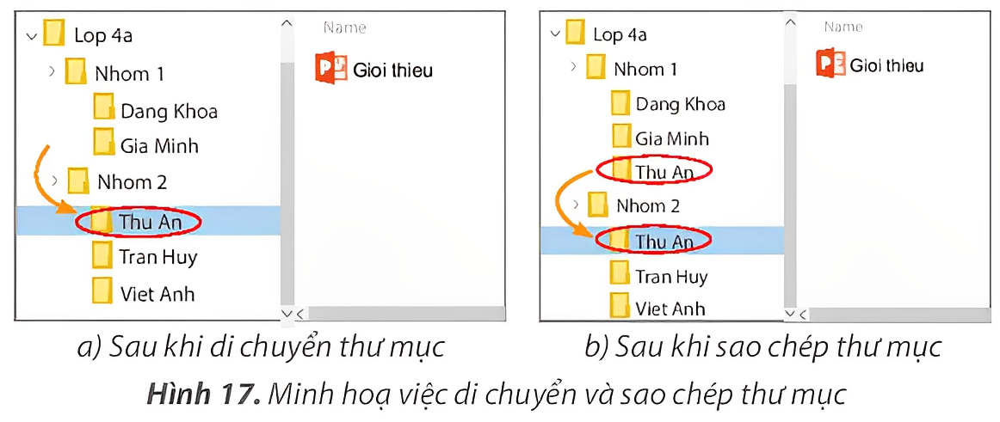 Lop 4a
Nhom 1
Dang Khoa
Gia Minh
Nhom 2
Thu An
Tran Huy
Viet Anh
Name
Gioi thieu
a) Sau khi di chuyển thư mục
Lop 4a
Nhom 1
Dang Khoa
Gia Minh
Thu An
Nhom 2
Thu An
Tran Huy
Viet Anh
Name
Gioi thieu
b) Sau khi sao chép thư mục
Hình 17. Minh hoạ việc di chuyển và sao chép thư mục